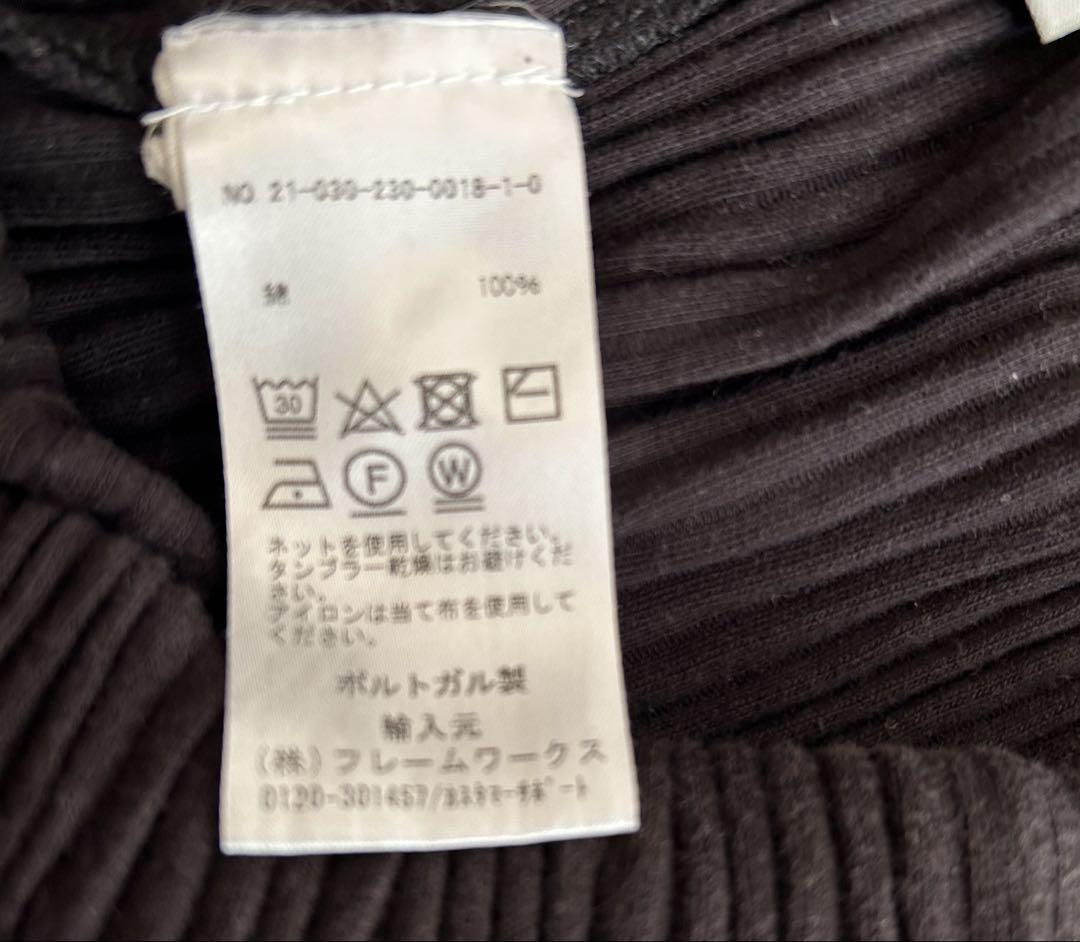 NO 21-030-230-0018-1-0
綿 100%
30
F W
ネットを使用してください。
タンブラー乾燥はお避けくだ
さい。
アイロンは当て布を使用して
ください。
ポルトガル製
輸入元
(株)フレームワークス
0120-301457/カスタマーサポート